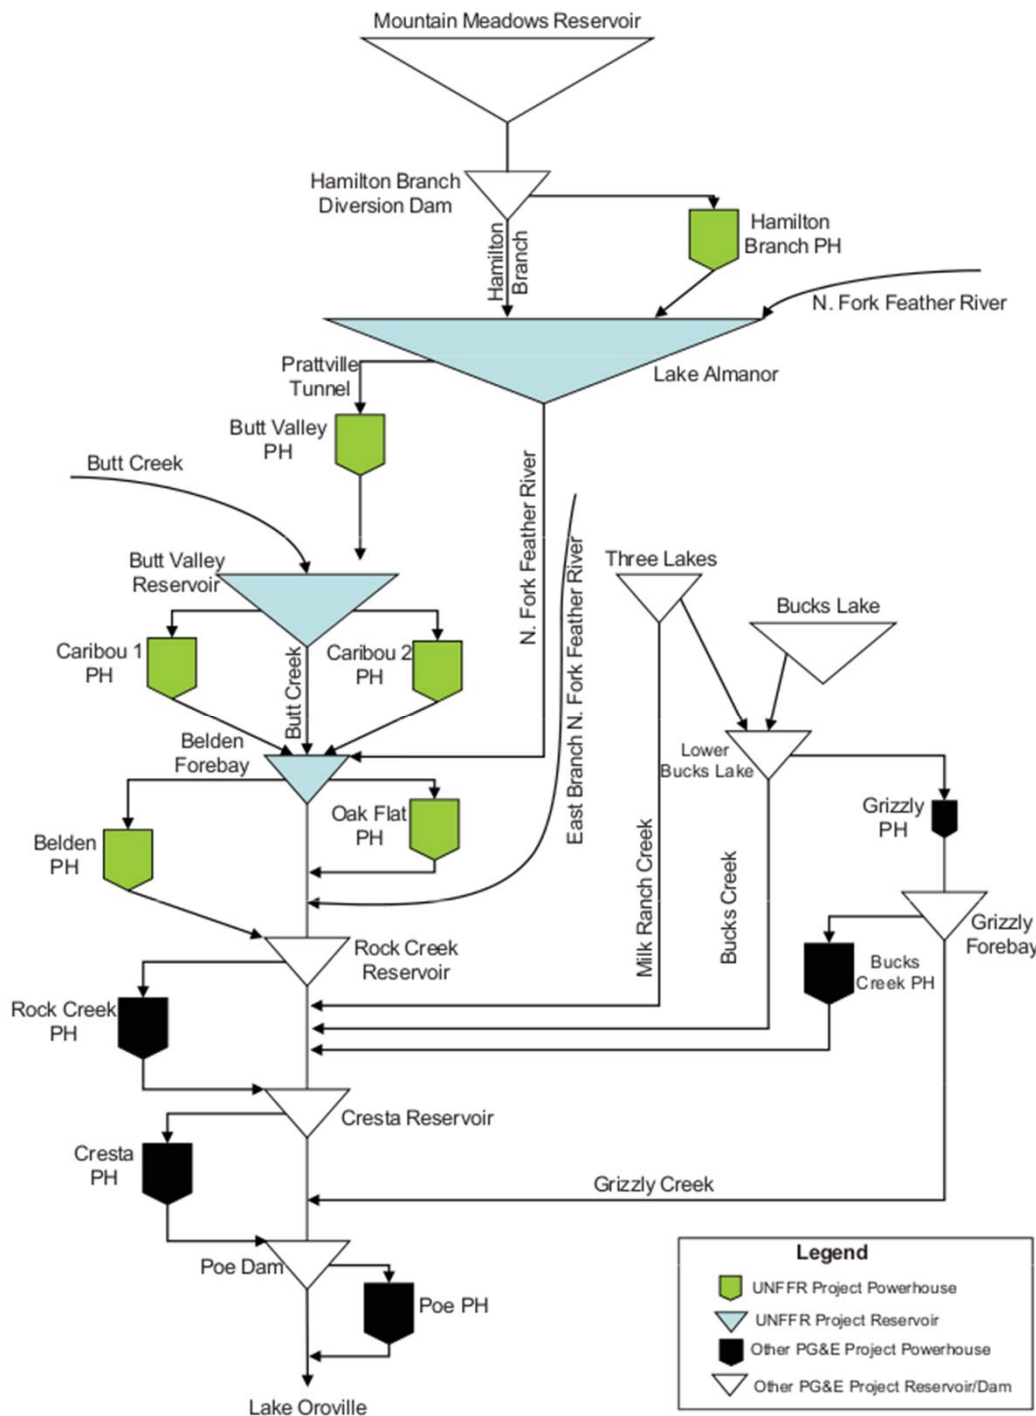 Mountain Meadows Reservoir
Hamilton Branch
Diversion Dam
Hamilton
Branch PH
Hamilton
Branch
N. Fork Feather River
Lake Almanor
Prattville
Tunnel
Butt Valley
PH
Butt Creek
N. Fork Feather River
East Branch N. Fork Feather River
Butt Valley
Reservoir
Three Lakes
Bucks Lake
Caribou 1
PH
Butt Creek
Caribou 2
PH
Belden
Forebay
Lower
Bucks Lake
Oak Flat
PH
Grizzly
PH
Belden
PH
Milk Ranch Creek
Bucks Creek
Grizzly
Forebay
Rock Creek
Reservoir
Bucks
Creek PH
Rock Creek
PH
Cresta Reservoir
Cresta
PH
Grizzly Creek
Poe Dam
Poe PH
Lake Oroville
Legend
UNFFR Project Powerhouse
UNFFR Project Reservoir
Other PG&E Project Powerhouse
Other PG&E Project Reservoir/Dam